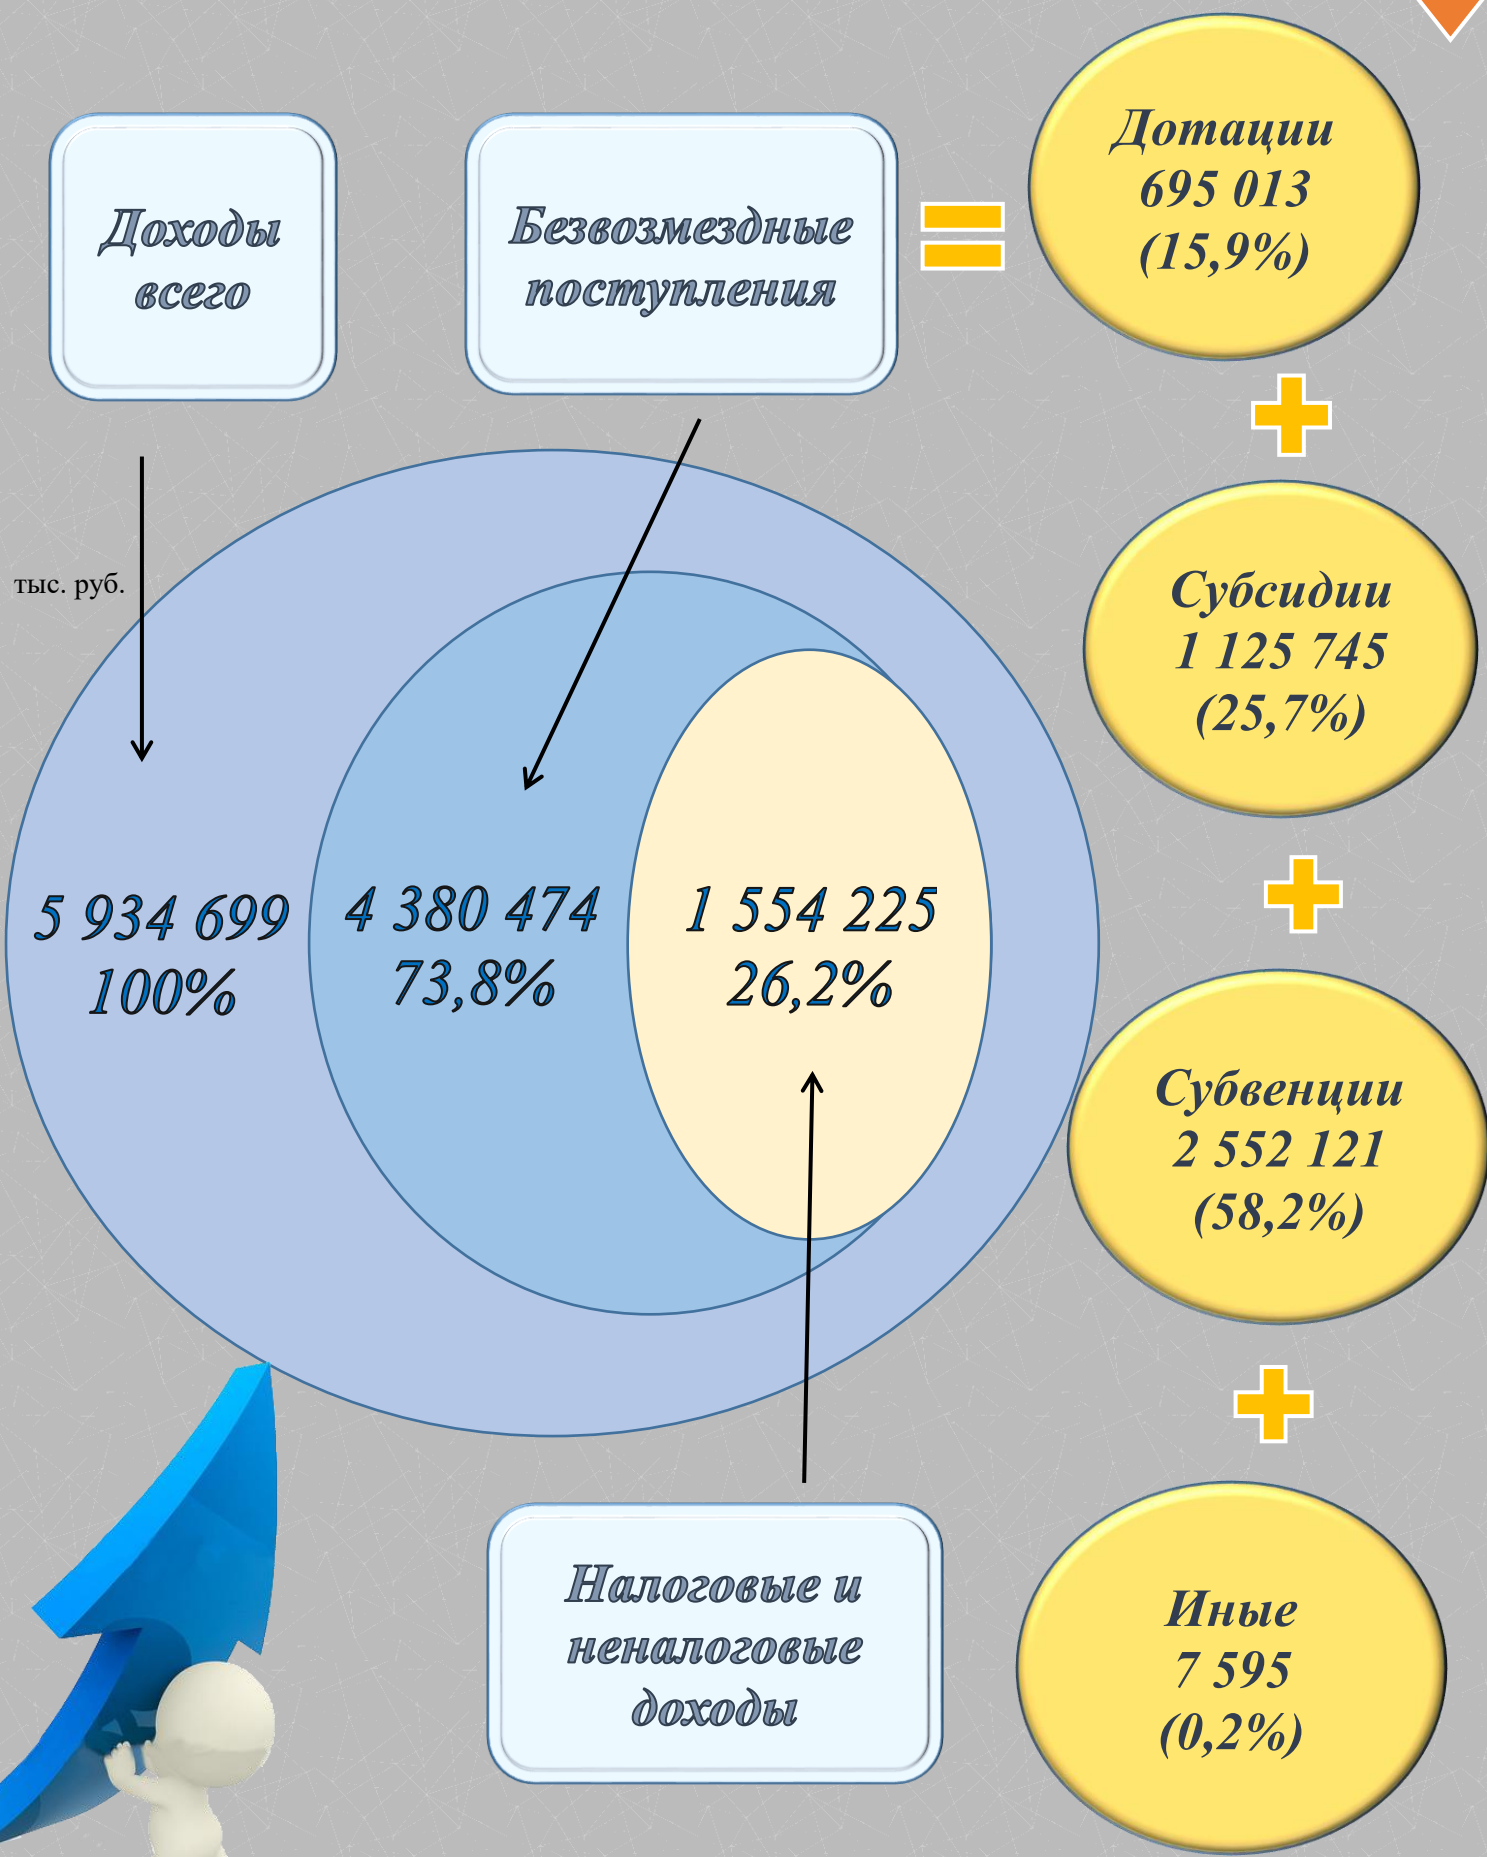 Доходы
всего
Безвозмездные
поступления
Дотации
695 013
(15,9%)
тыс. руб.
Субсидии
1 125 745
(25,7%)
5 934 699
100%
4 380 474
73,8%
1 554 225
26,2%
Субвенции
2 552 121
(58,2%)
Налоговые и
неналоговые
доходы
Иные
7 595
(0,2%)